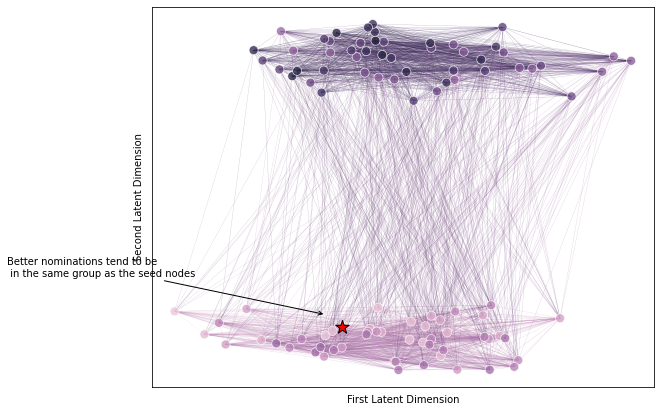 Second Latent Dimension
Better nominations tend to be
in the same group as the seed nodes
First Latent Dimension